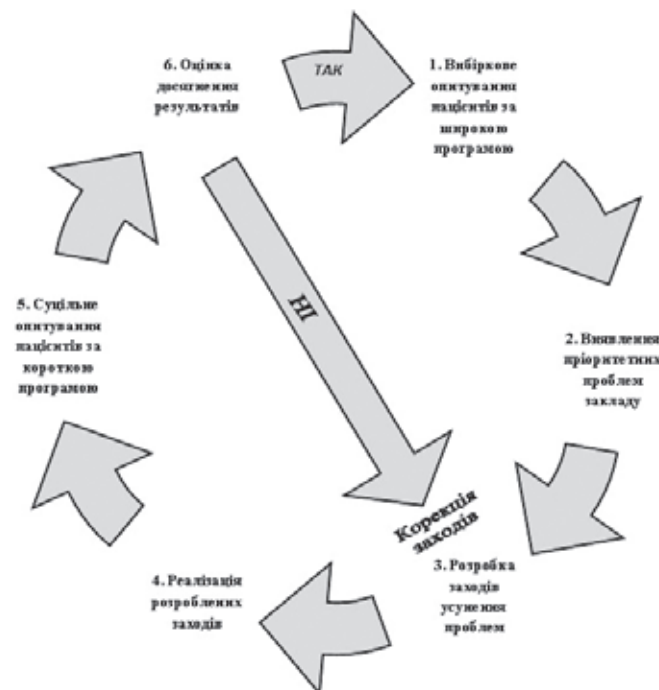 6. Оцінка
досягнення
результатів
ТАК
1. Вибіркове
опитування
пацієнтів за
широкою
програмою
НІ
5. Суцільне
опитування
пацієнтів за
короткою
програмою
2. Виявлення
пріоритетних
проблем
закладу
Корекція
заходів
4. Реалізація
розроблених
заходів
3. Розробка
заходів
усунення
проблем